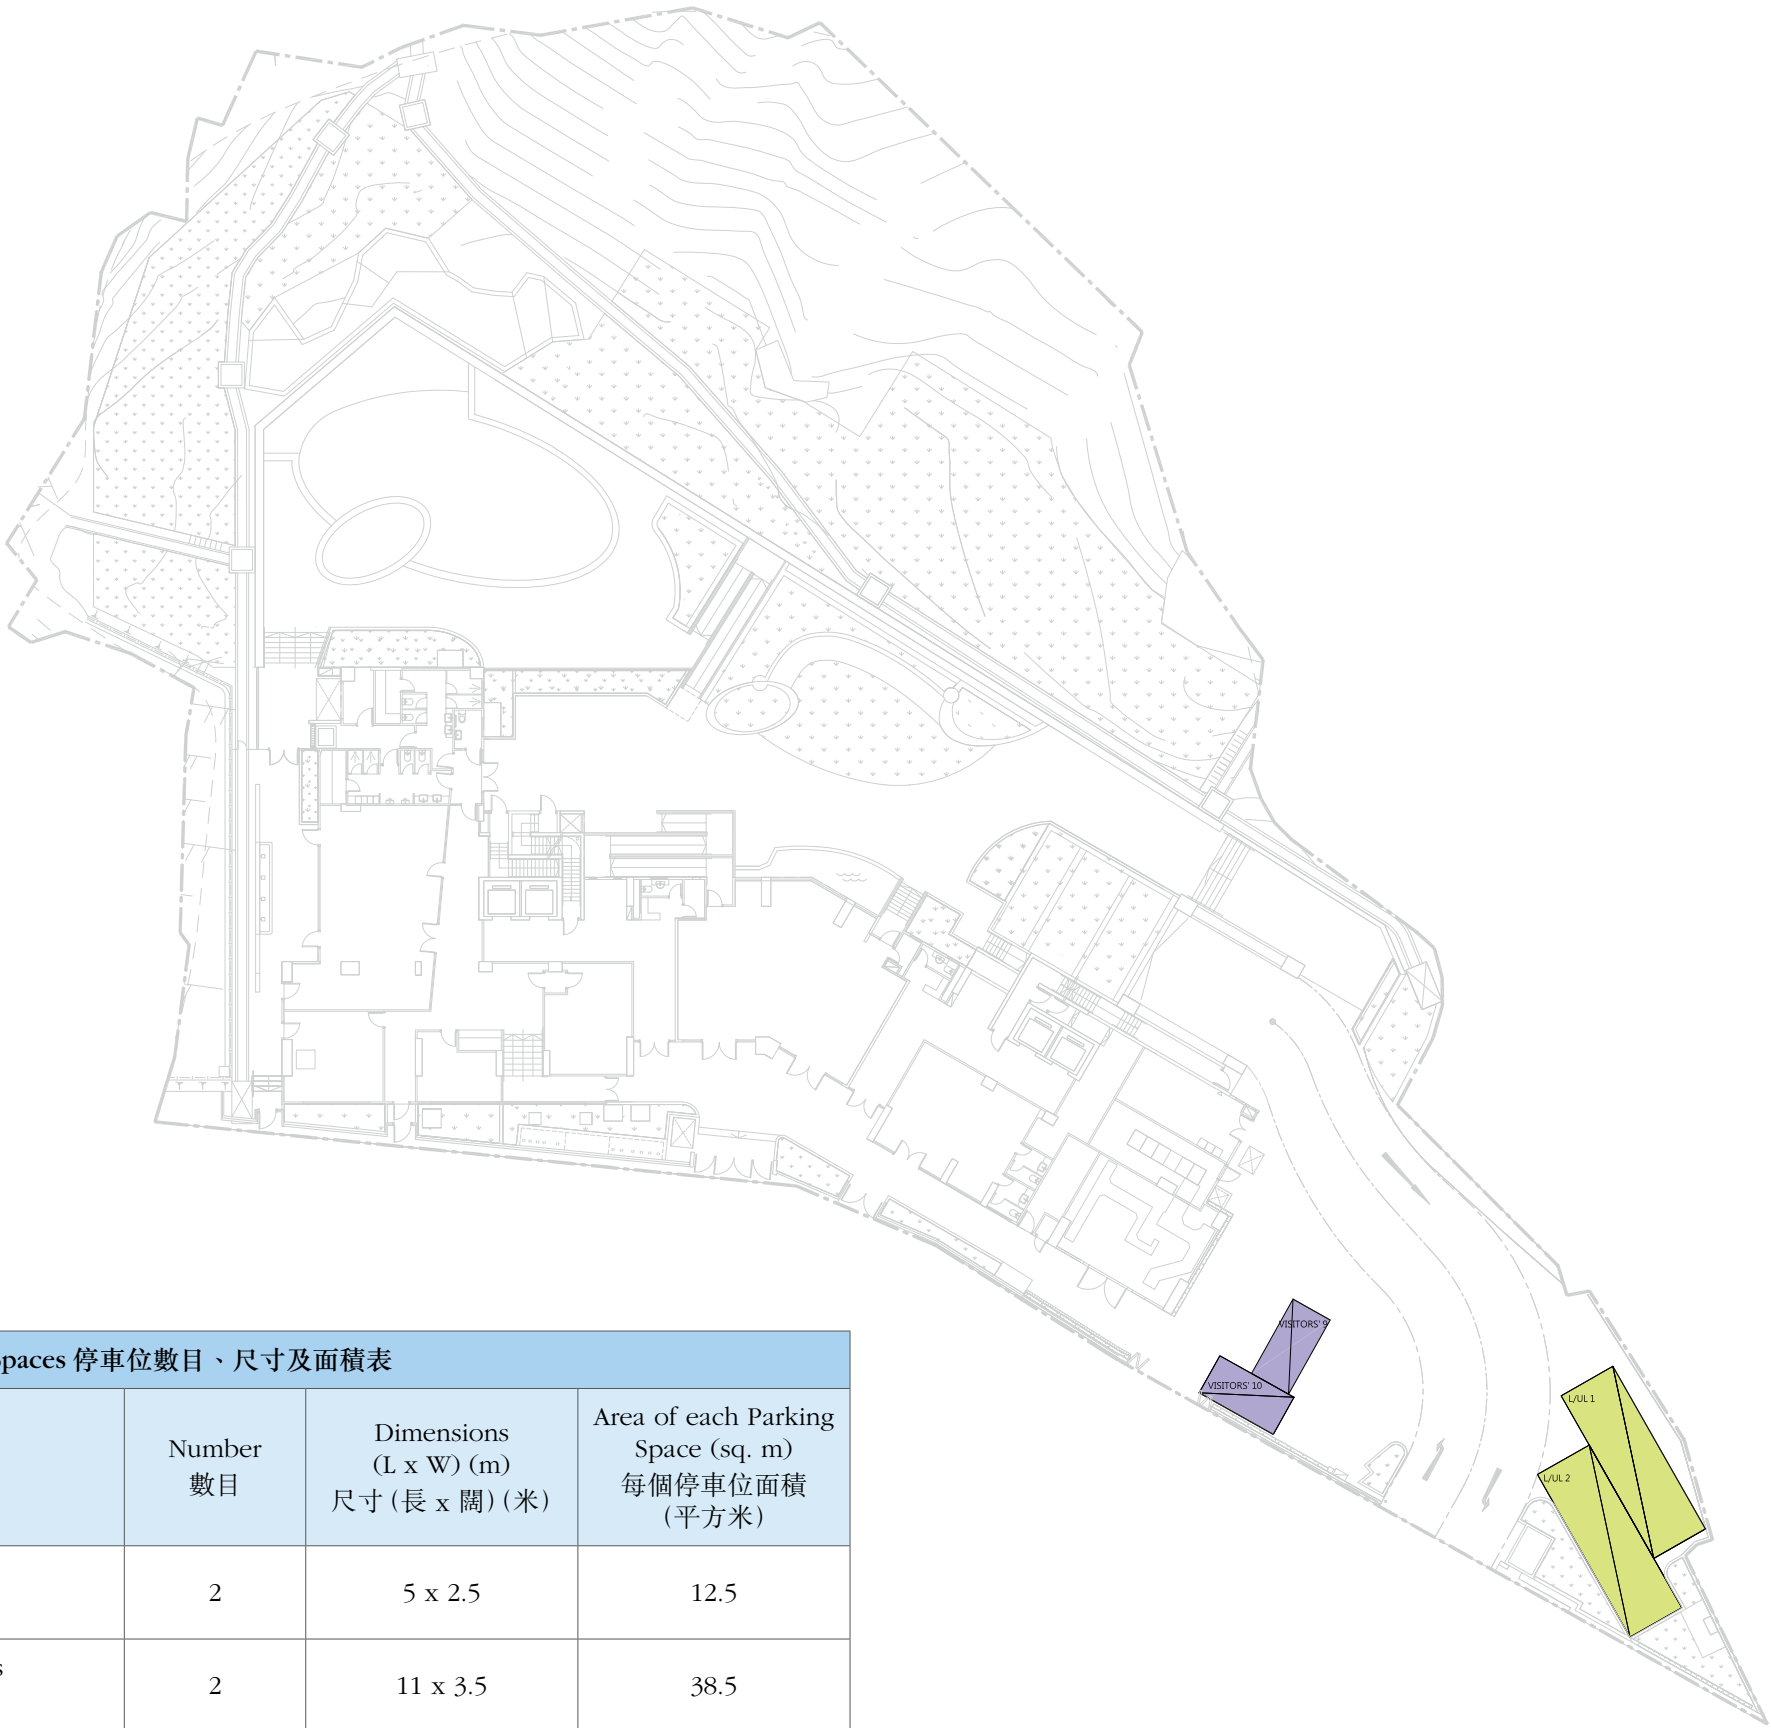 VISITORS' 9
VISITORS' 10
L/UL 1
L/UL 2
paces 停車位數目、尺寸及面積表
Number
數目
Dimensions
(L x W) (m)
尺寸 (長 x 闊) (米)
Area of each Parking
Space (sq. m)
每個停車位面積
(平方米)
2
5 x 2.5
12.5
s
2
11 x 3.5
38.5